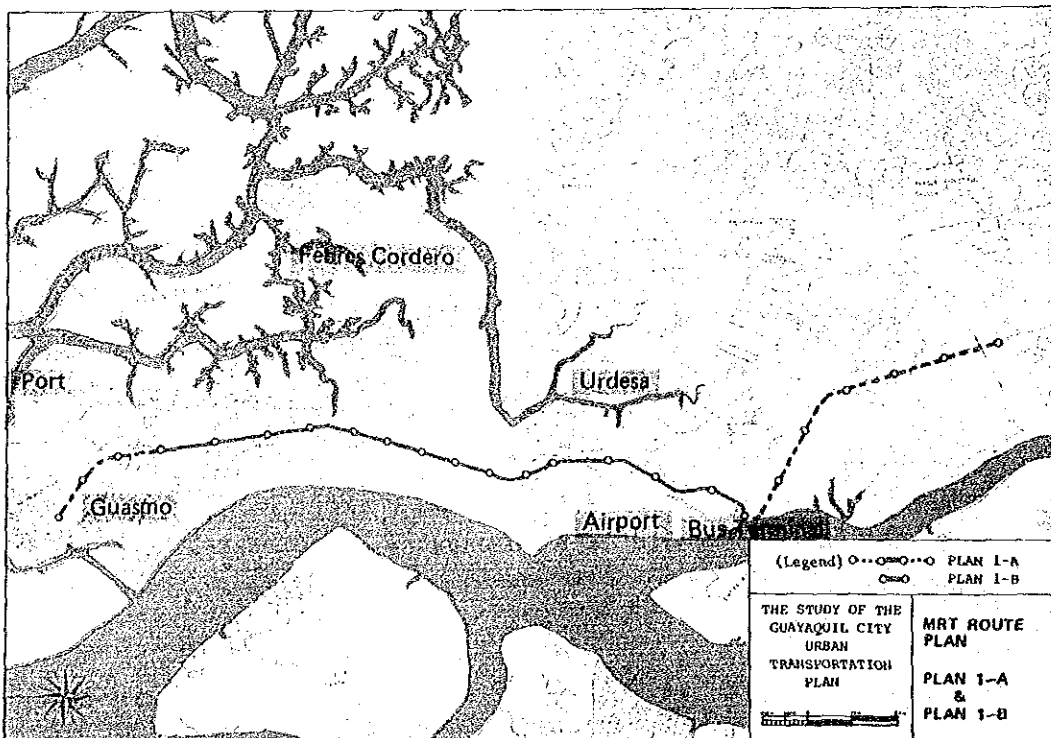 Febres Cordero
Port
Urdesa
Guasmo
Airport
Bus Terminal
(Legend) PLAN 1-A
PLAN 1-B
THE STUDY OF THE
GUAYAQUIL CITY
URBAN
TRANSPORTATION
PLAN
MRT ROUTE
PLAN
PLAN 1-A
&
PLAN 1-B